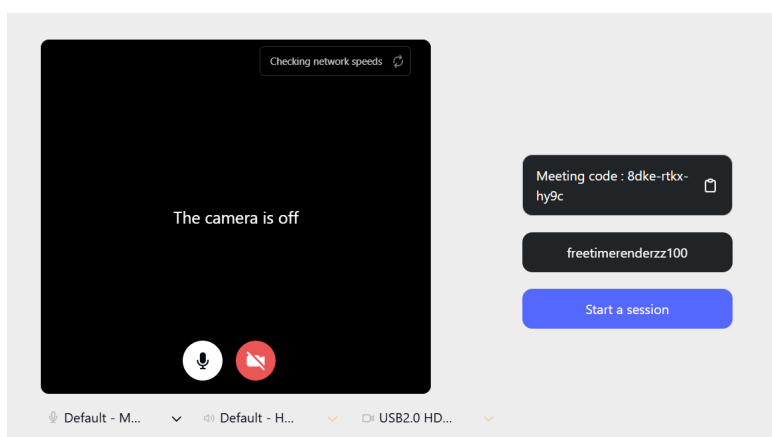 Checking network speeds
The camera is off
Meeting code : 8dke-rtkx-
hy9c
freetimerenderzz100
Start a session
Default - M...
Default - H...
USB2.0 HD...